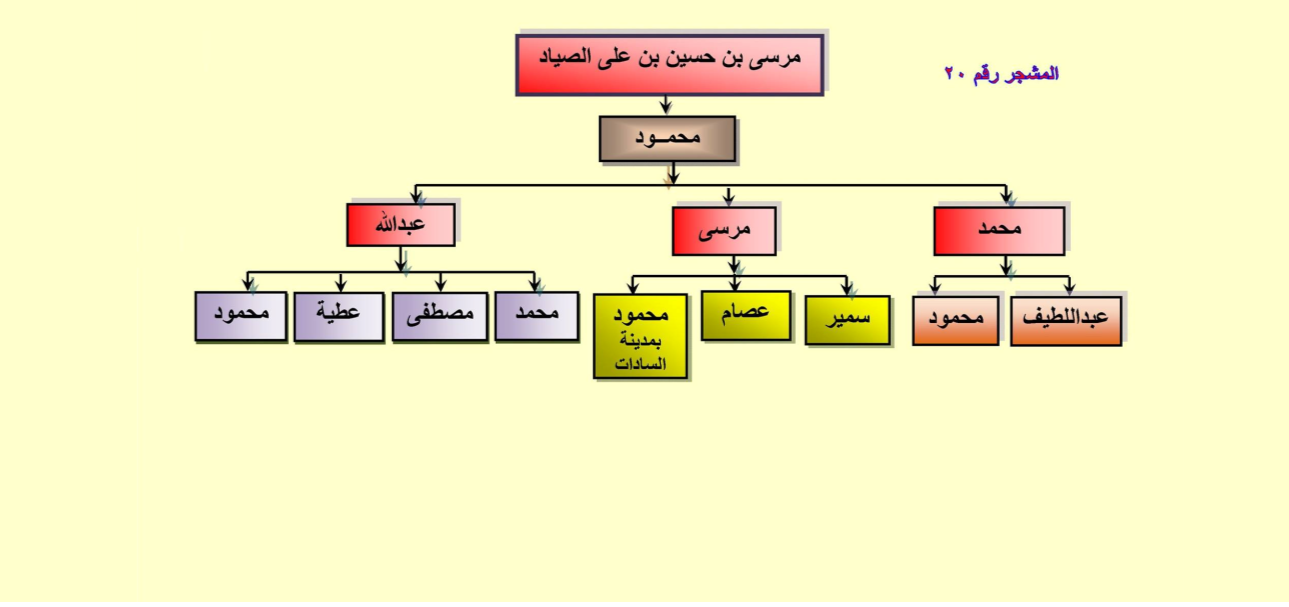 المشجر رقم ٢٠
مرسى بن حسين بن على الصياد
محمــود
محمد
مرسى
عبدالله
عبداللطيف
محمود
سمير
عصام
محمود
بمدينة
السادات
محمد
مصطفى
عطية
محمود